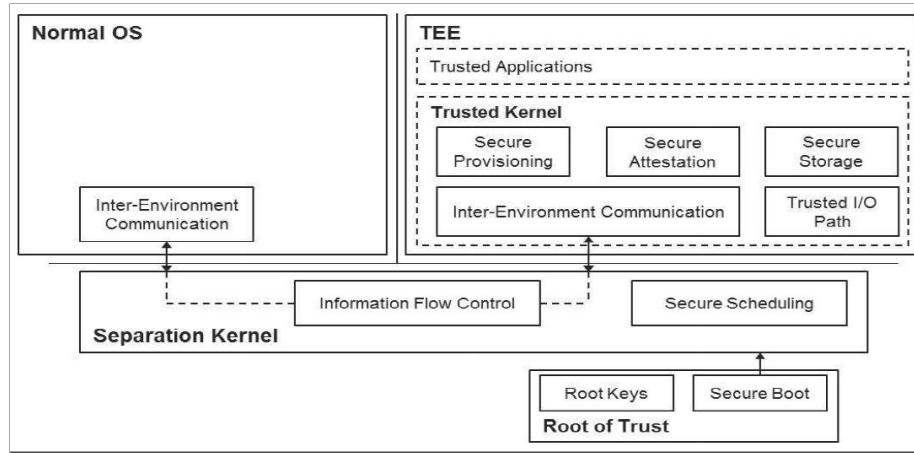 Normal OS
TEE
Trusted Applications
Trusted Kernel
Secure
Provisioning
Secure
Attestation
Secure
Storage
Inter-Environment
Communication
Inter-Environment Communication
Trusted I/O
Path
Information Flow Control
Secure Scheduling
Separation Kernel
Root Keys
Secure Boot
Root of Trust